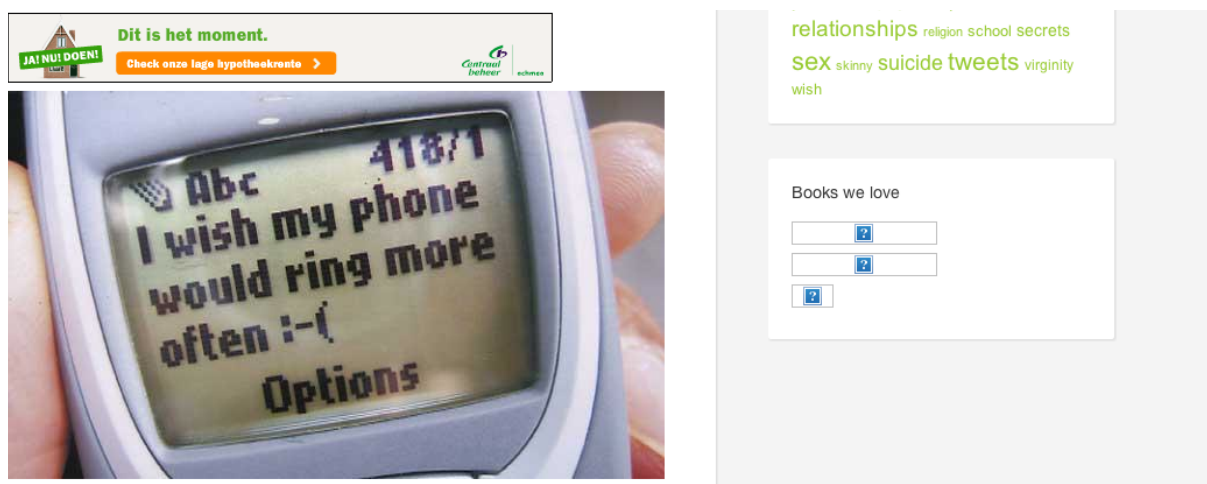 JA! NU! DOEN!
Dit is het moment.
Check onze lage hypotheekrente
Centraal
beheer
achmea
418/1
Abc
I wish my phone
would ring more
often :-(
Options
relationships religion school secrets
sex skinny suicide tweets virginity
wish
Books we love